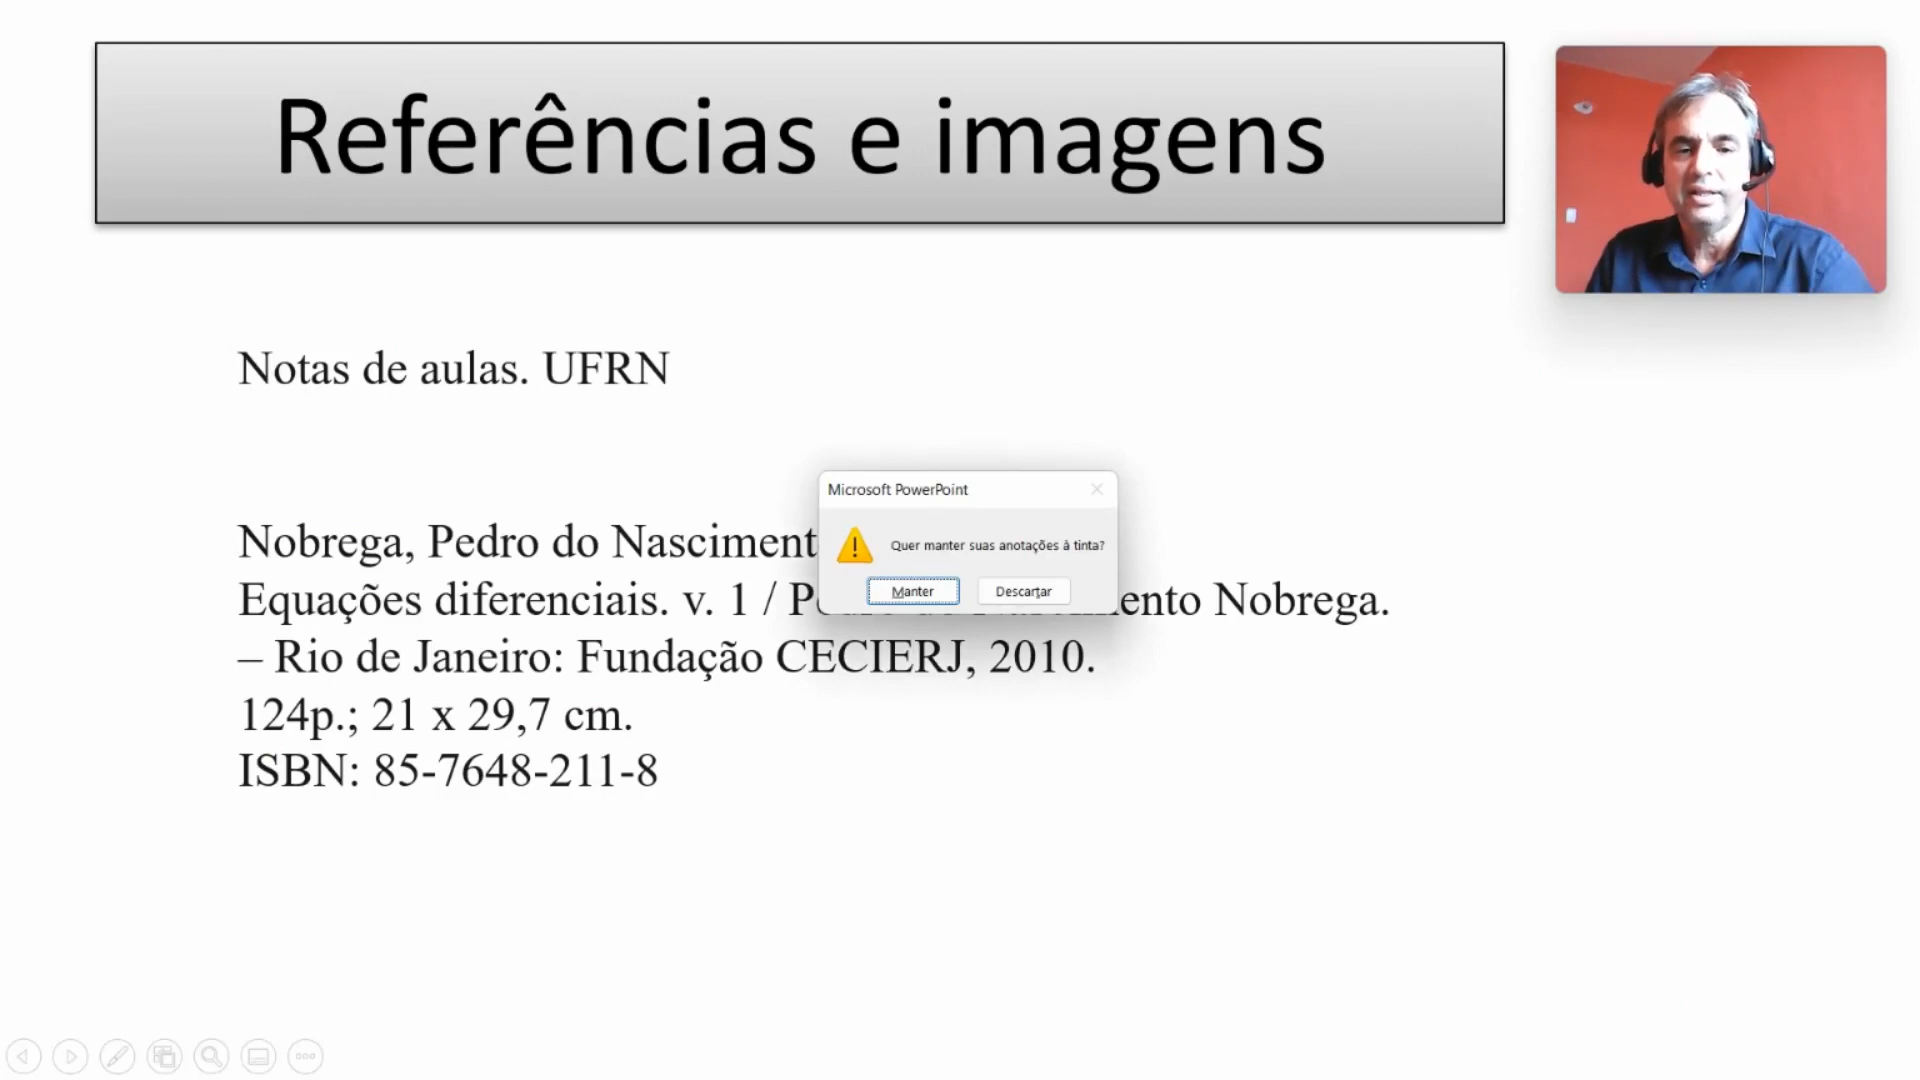 Referências e imagens
Notas de aulas. UFRN
Microsoft PowerPoint
Quer manter suas anotações à tinta?
Manter
Descartar
Nobrega, Pedro do Nasciment
Equações diferenciais. v. 1 / ento Nobrega.
– Rio de Janeiro: Fundação CECIERJ, 2010.
124p.; 21 x 29,7 cm.
ISBN: 85-7648-211-8